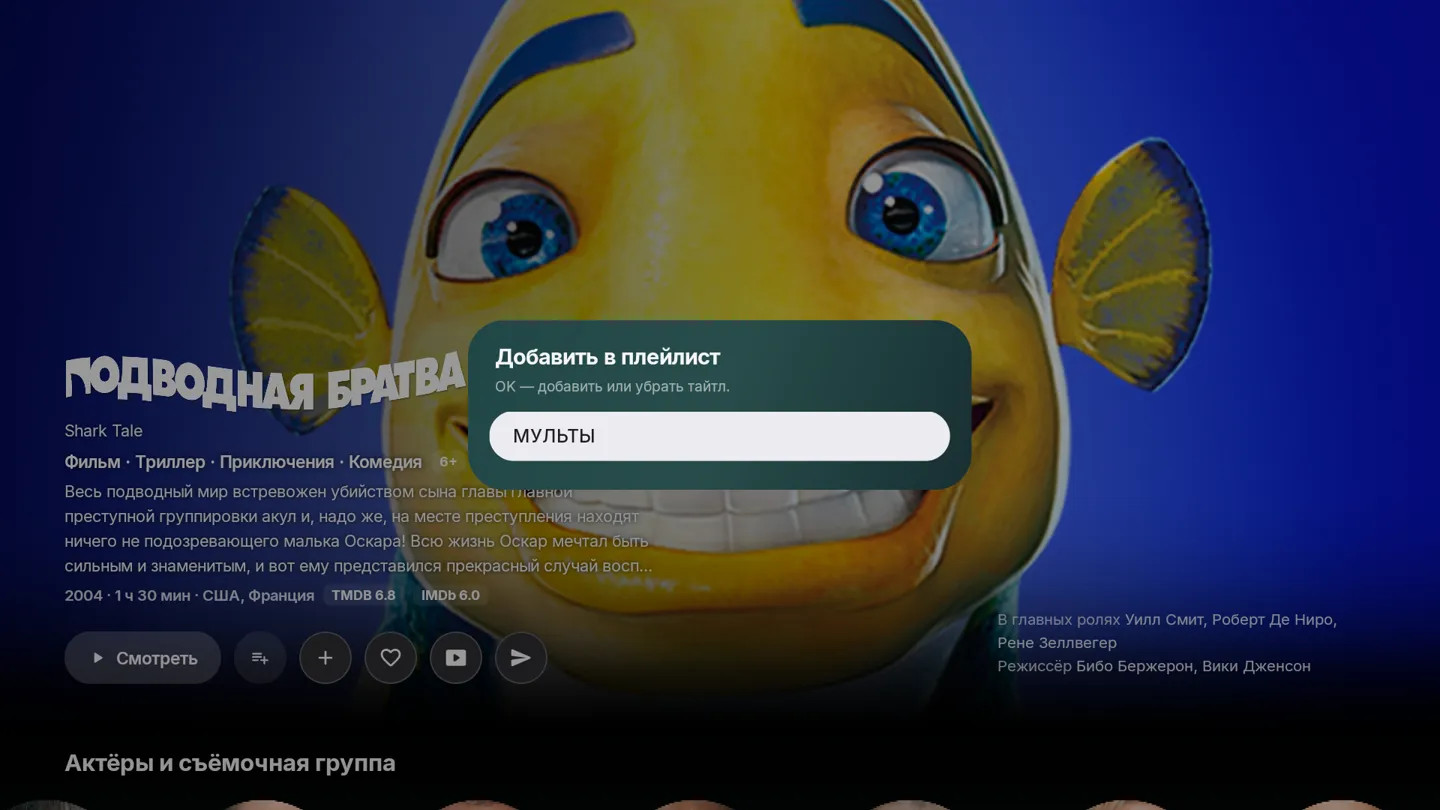 ПОДВОДНАЯ БРАТВА
Shark Tale
Фильм · Триллер · Приключения · Комедия 6+
Весь подводный мир встревожен убийством сына главы главной
преступной группировки акул и, надо же, на месте преступления находят
ничего не подозревающего малька Оскара! Всю жизнь Оскар мечтал быть
сильным и знаменитым, и вот ему представился прекрасный случай восп...
2004 · 1 ч 30 мин · США, Франция TMDB 6.8 IMDb 6.0
Смотреть
Добавить в плейлист
OK — добавить или убрать тайтл.
МУЛЬТЫ
В главных ролях Уилл Смит, Роберт Де Ниро,
Рене Зеллвегер
Режиссёр Бибо Бержерон, Вики Дженсон
Актёры и съёмочная группа